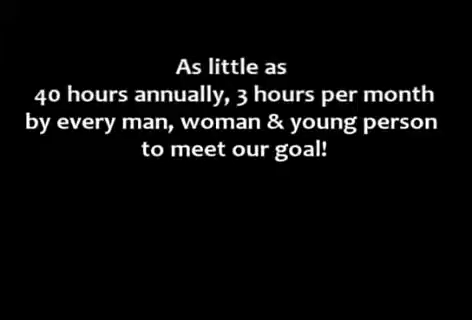 As little as
40 hours annually, 3 hours per month
by every man, woman & young person
to meet our goal!